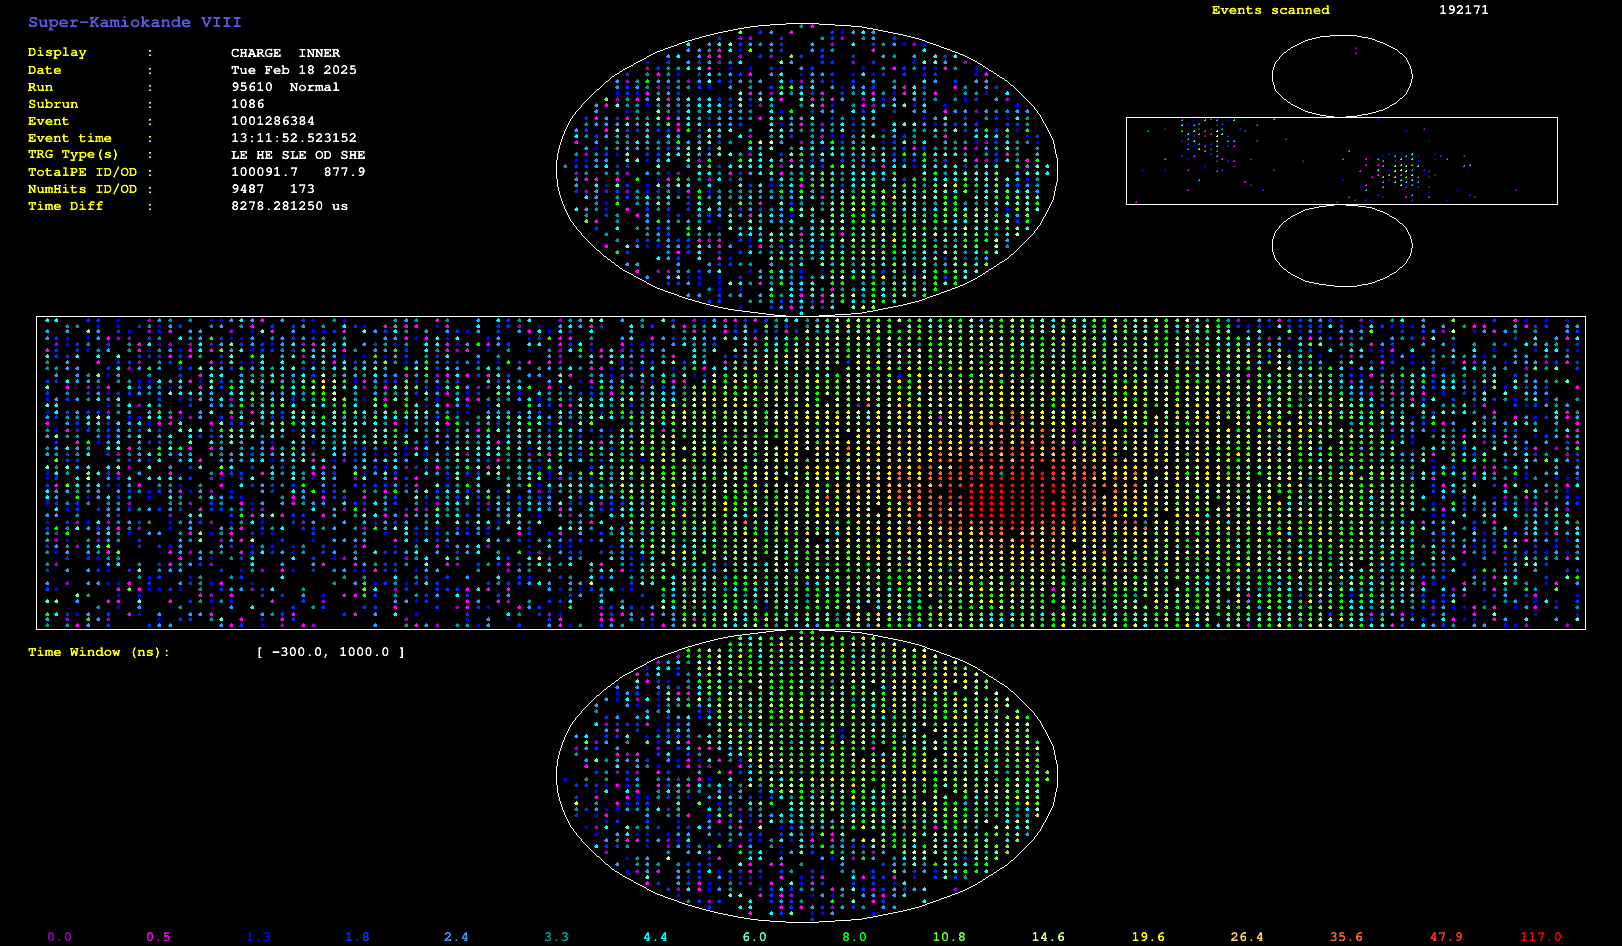 Super-Kamiokande VIII
Events scanned 192171
Display : CHARGE INNER
Date : Tue Feb 18 2025
Run : 95610 Normal
Subrun : 1086
Event : 1001286384
Event time : 13:11:52.523152
TRG Type(s) : LE HE SLE OD SHE
TotalPE ID/OD : 100091.7 877.9
NumHits ID/OD : 9487 173
Time Diff : 8278.281250 us
Time Window (ns): [ -300.0, 1000.0 ]
0.0 0.5 1.3 1.8 2.4 3.3 4.4 6.0 8.0 10.8 14.6 19.6 26.4 35.6 47.9 117.0